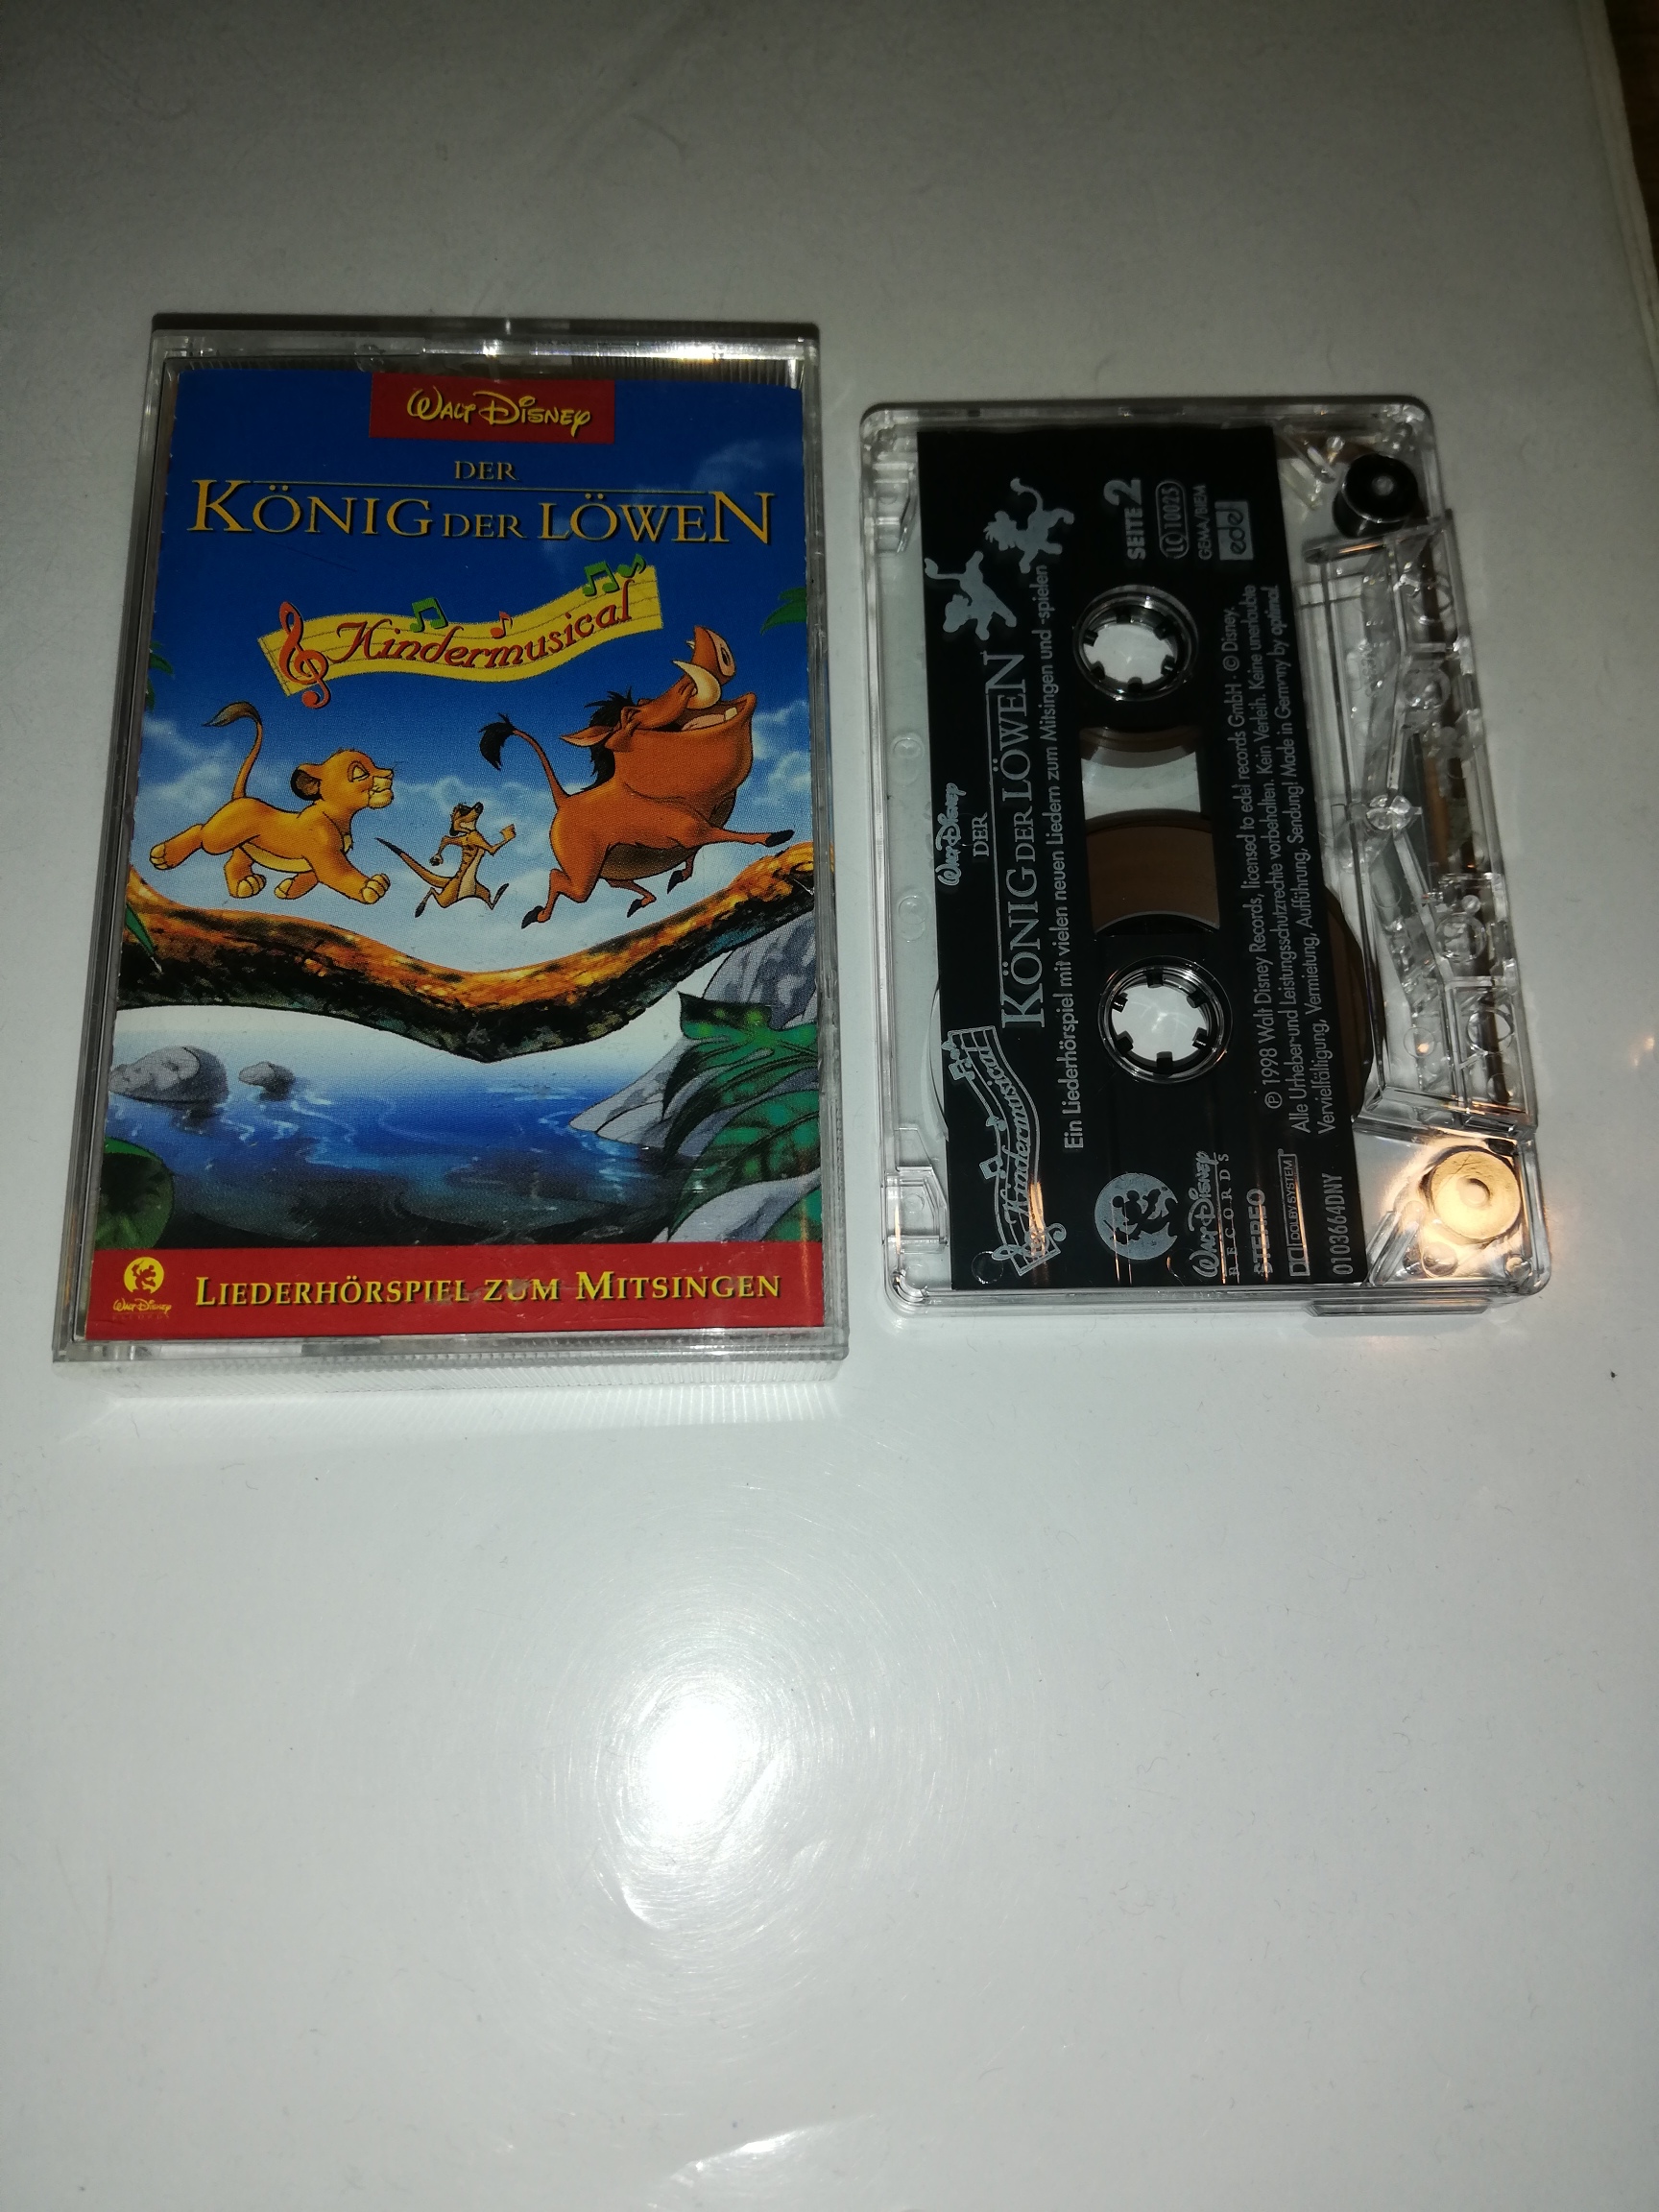 WALT DISNEY
DER
KÖNIG DER LÖWEN
Kindermusical
WALT DISNEY
RECORDS
LIEDERHÖRSPIEL ZUM MITSINGEN
Kindermusical
WALT DISNEY
DER
KÖNIG DER LÖWEN
Ein Liederhörspiel mit vielen neuen Liedern zum Mitsingen und -spielen
SEITE 2
LC 10025
GEMA/BIEM
edel
WALT DISNEY
RECORDS
STEREO
DOLBY SYSTEM
0103664DNY
℗ 1998 Walt Disney Records, licensed to edel records GmbH · © Disney.
Alle Urheber- und Leistungsschutzrechte vorbehalten. Kein Verleih. Keine unerlaubte
Vervielfältigung, Vermietung, Aufführung, Sendung! Made in Germany by optimal